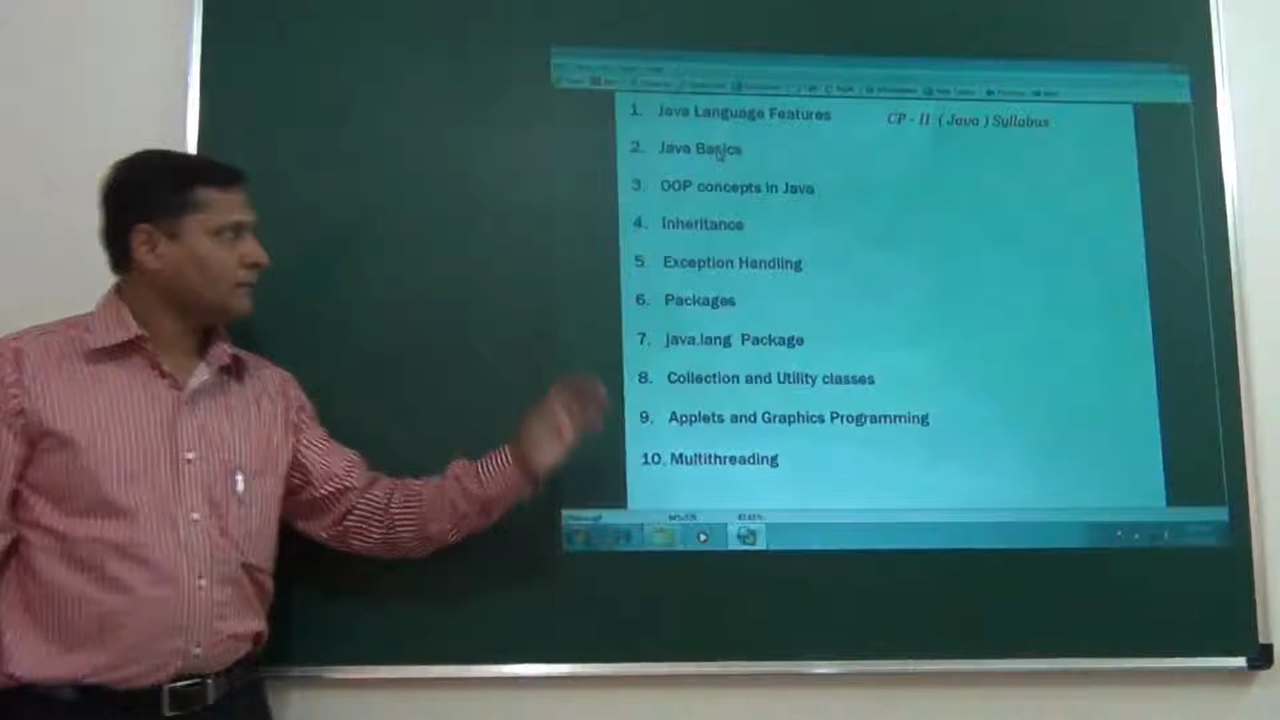 1. Java Language Features
CP - II ( Java ) Syllabus
2. Java Basics
3. OOP concepts in Java
4. Inheritance
5. Exception Handling
6. Packages
7. java.lang Package
8. Collection and Utility classes
9. Applets and Graphics Programming
10. Multithreading